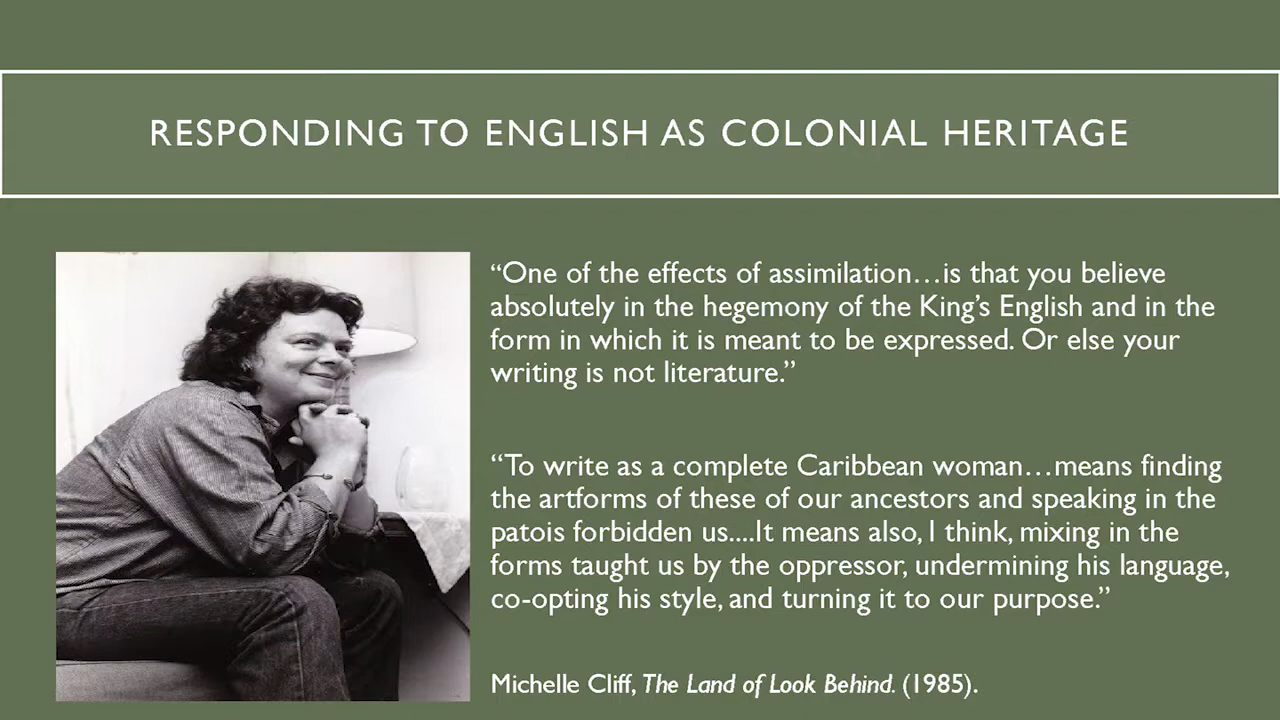 RESPONDING TO ENGLISH AS COLONIAL HERITAGE
“One of the effects of assimilation…is that you believe
absolutely in the hegemony of the King’s English and in the
form in which it is meant to be expressed. Or else your
writing is not literature.”
“To write as a complete Caribbean woman…means finding
the artforms of these of our ancestors and speaking in the
patois forbidden us....It means also, I think, mixing in the
forms taught us by the oppressor, undermining his language,
co-opting his style, and turning it to our purpose.”
Michelle Cliff, The Land of Look Behind. (1985).